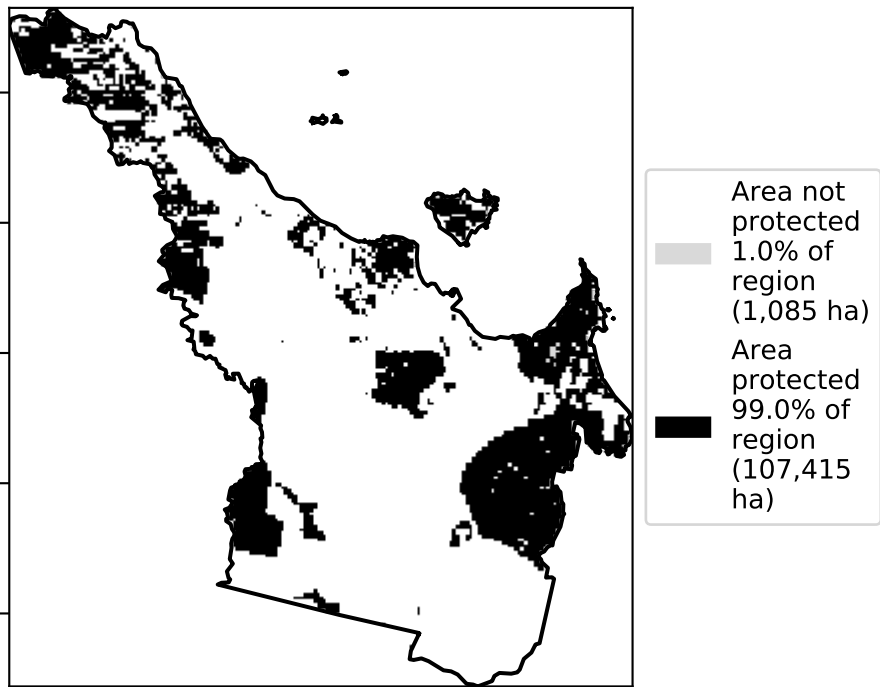 Area not
protected
1.0% of
region
(1,085 ha)
Area
protected
99.0% of
region
(107,415
ha)